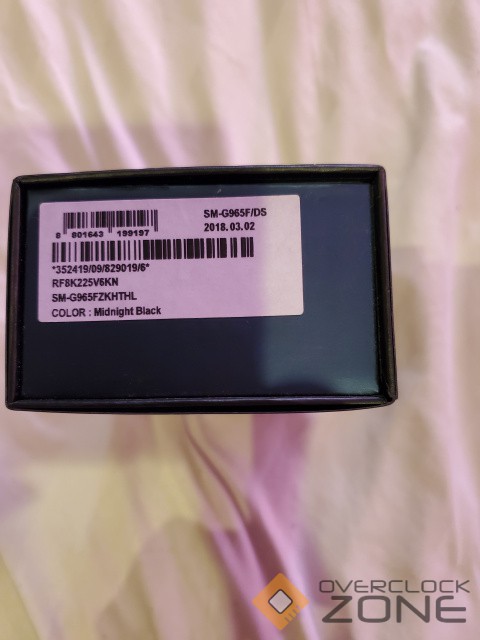 SM-G965F/DS
8 801643 199197
2018.03.02
*352419/09/829019/6*
RF8K225V6KN
SM-G965FZKHTHL
COLOR : Midnight Black
OVERCLOCK
ZONE